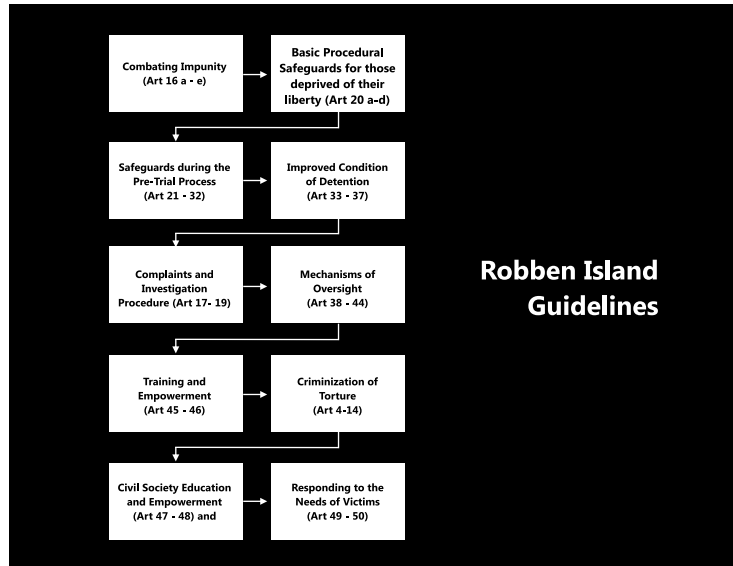 Combating Impunity
(Art 16 a - e)
Basic Procedural
Safeguards for those
deprived of their
liberty (Art 20 a-d)
Safeguards during the
Pre-Trial Process
(Art 21 - 32)
Improved Condition
of Detention
(Art 33 - 37)
Complaints and
Investigation
Procedure (Art 17- 19)
Mechanisms of
Oversight
(Art 38 - 44)
Training and
Empowerment
(Art 45 - 46)
Criminization of
Torture
(Art 4-14)
Civil Society Education
and Empowerment
(Art 47 - 48) and
Responding to the
Needs of Victims
(Art 49 - 50)
Robben Island
Guidelines